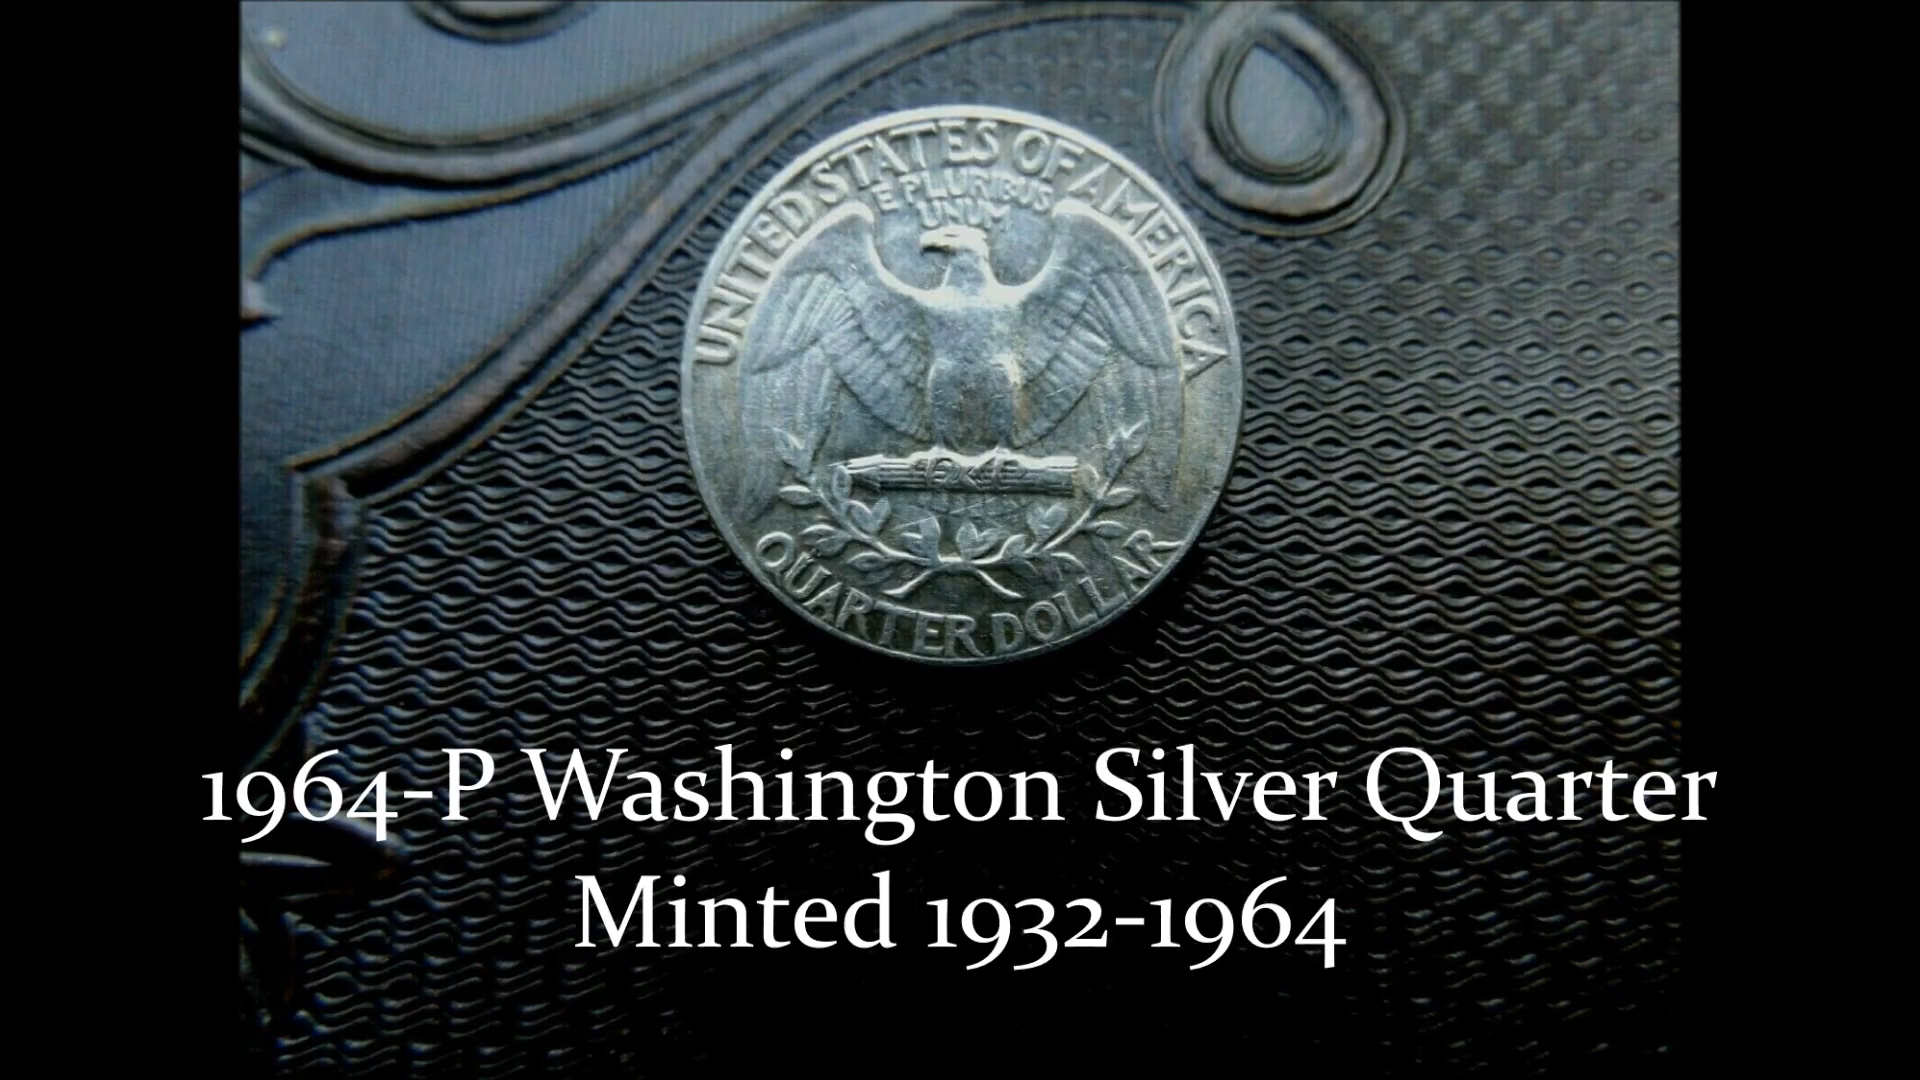 UNITED STATES OF AMERICA
E PLURIBUS
UNUM
QUARTER DOLLAR
1964-P Washington Silver Quarter
Minted 1932-1964